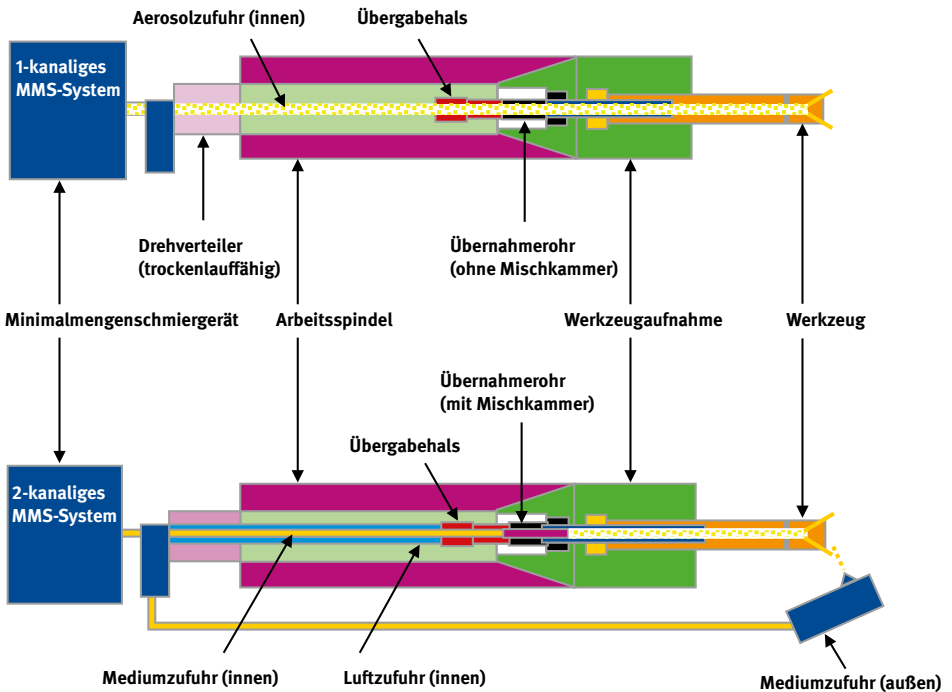 Aerosolzufuhr (innen)
Übergabehals
1-kanaliges
MMS-System
Drehverteiler
(trockenlauffähig)
Übernahmerohr
(ohne Mischkammer)
Minimalmengenschmiergerät
Arbeitsspindel
Werkzeugaufnahme
Werkzeug
Übernahmerohr
(mit Mischkammer)
Übergabehals
2-kanaliges
MMS-System
Mediumzufuhr (innen)
Luftzufuhr (innen)
Mediumzufuhr (außen)